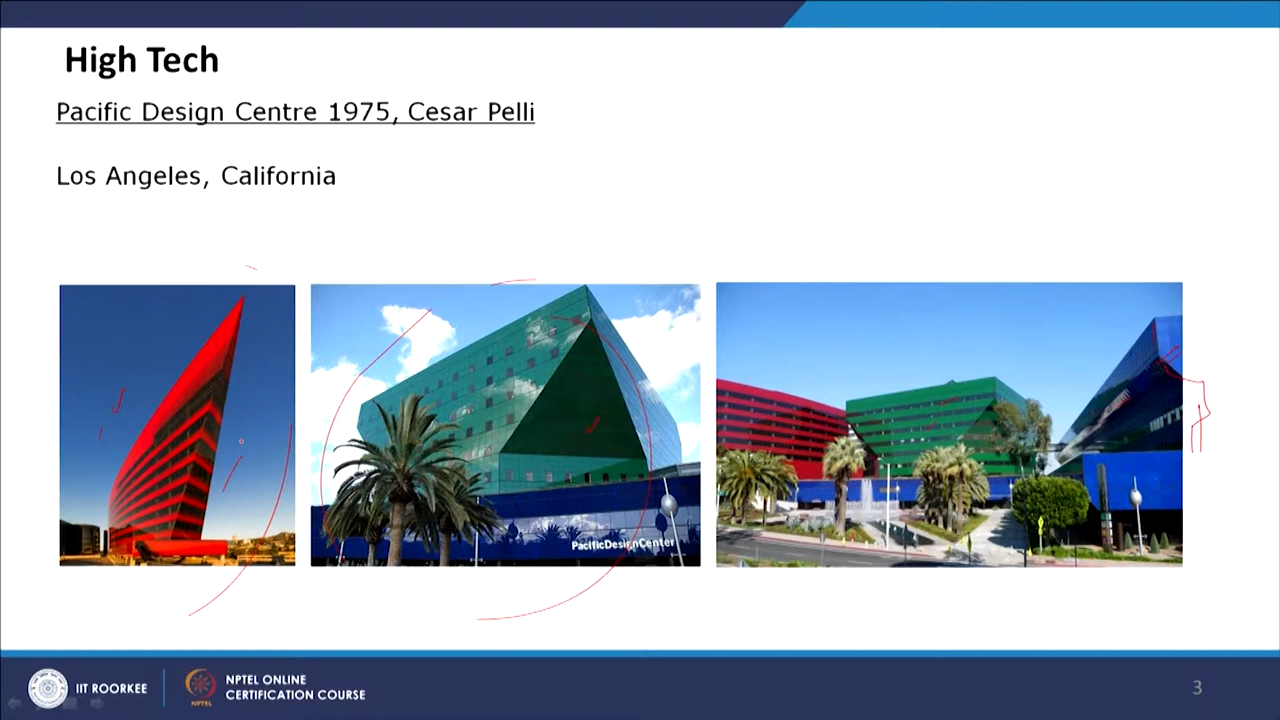 High Tech
Pacific Design Centre 1975, Cesar Pelli
Los Angeles, California
PacificDesignCenter
IIT ROORKEE
NPTEL
NPTEL ONLINE
CERTIFICATION COURSE
3